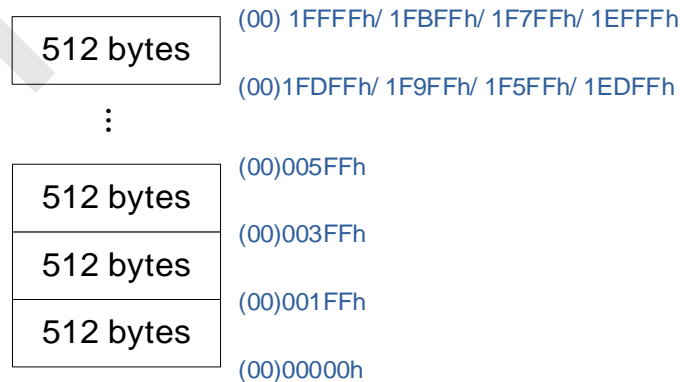 (00) 1FFFFh/ 1FBFFh/ 1F7FFh/ 1EFFFh
512 bytes
(00)1FDFFh/ 1F9FFh/ 1F5FFh/ 1EDFFh
⋮
(00)005FFh
512 bytes
(00)003FFh
512 bytes
(00)001FFh
512 bytes
(00)00000h